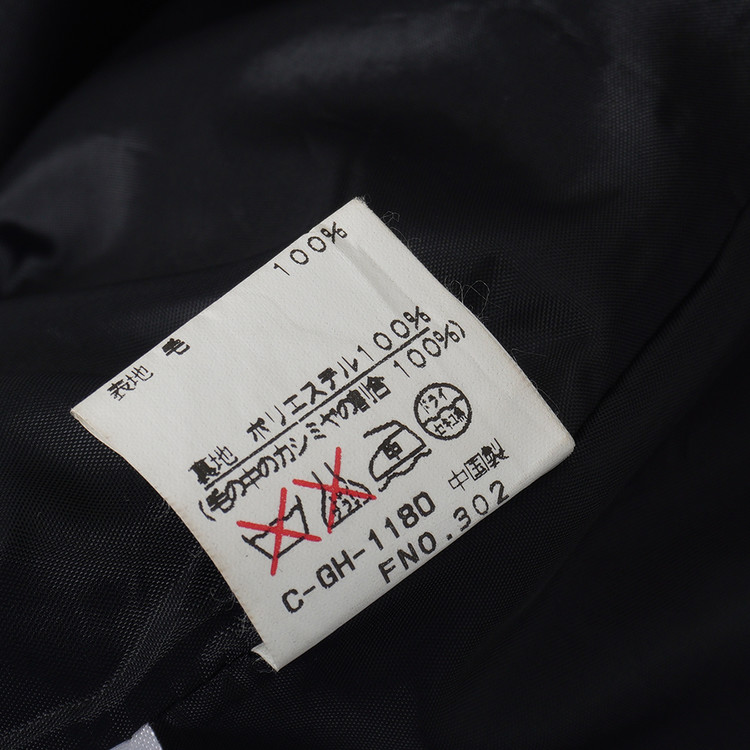 表地 毛 100%
裏地 ポリエステル100%
(毛の中のカシミヤの割合 100%)
ドライ
セキユ系
中国製
C-GH-1180
FNO.302